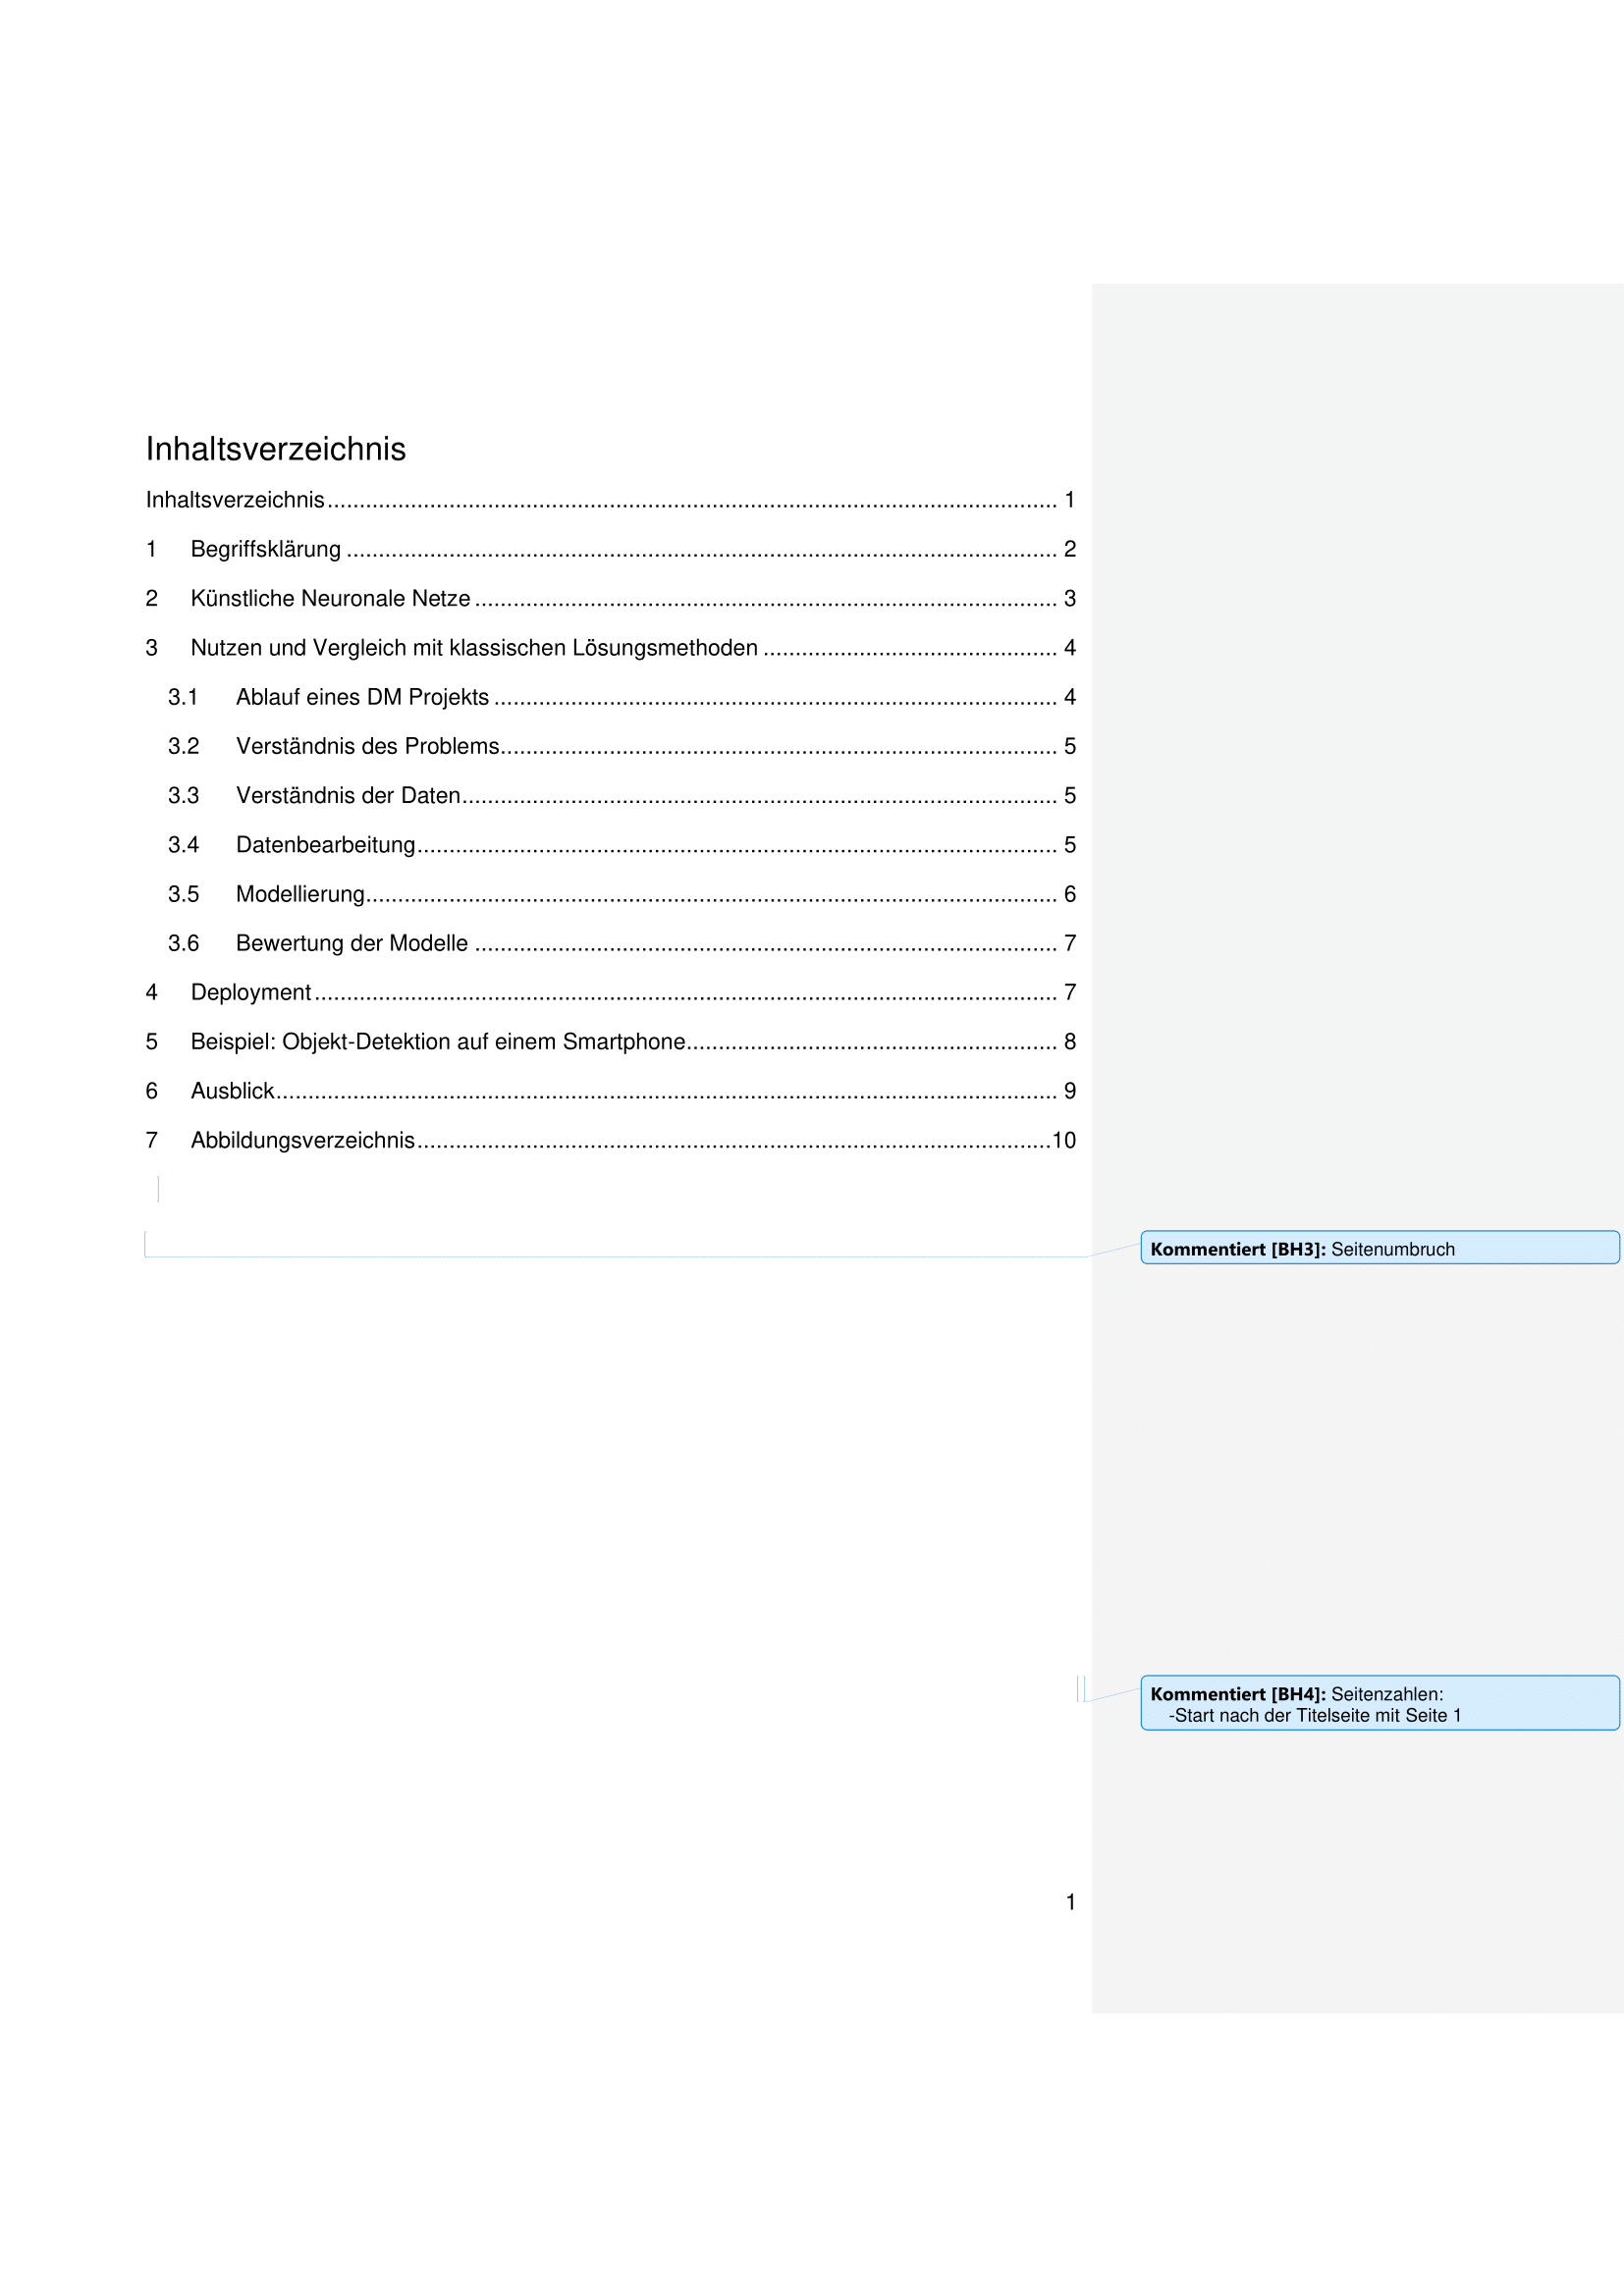 Inhaltsverzeichnis
Inhaltsverzeichnis 1
1 Begriffsklärung 2
2 Künstliche Neuronale Netze 3
3 Nutzen und Vergleich mit klassischen Lösungsmethoden 4
3.1 Ablauf eines DM Projekts 4
3.2 Verständnis des Problems 5
3.3 Verständnis der Daten 5
3.4 Datenbearbeitung 5
3.5 Modellierung 6
3.6 Bewertung der Modelle 7
4 Deployment 7
5 Beispiel: Objekt-Detektion auf einem Smartphone 8
6 Ausblick 9
7 Abbildungsverzeichnis 10
Kommentiert [BH3]: Seitenumbruch
Kommentiert [BH4]: Seitenzahlen:
-Start nach der Titelseite mit Seite 1
1